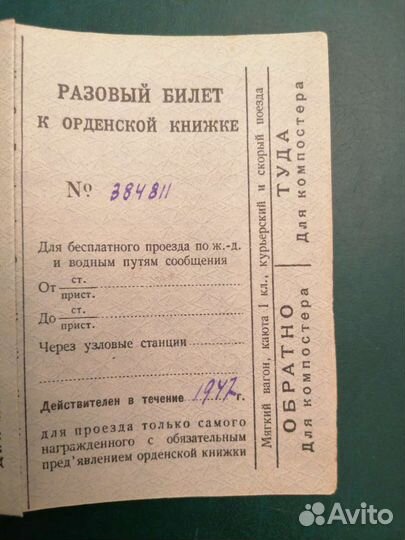 РАЗОВЫЙ БИЛЕТ
К ОРДЕНСКОЙ КНИЖКЕ
№ 384811
Для бесплатного проезда по ж.-д.
и водным путям сообщения
От ст.
прист.
До ст.
прист.
Через узловые станции
Действителен в течение 1947 г.
для проезда только самого
награжденного с обязательным
пред'явлением орденской книжки
Мягкий вагон, каюта 1 кл., курьерский и скорый поезда
ТУДА
Для компостера
ОБРАТНО
Для компостера
Avito